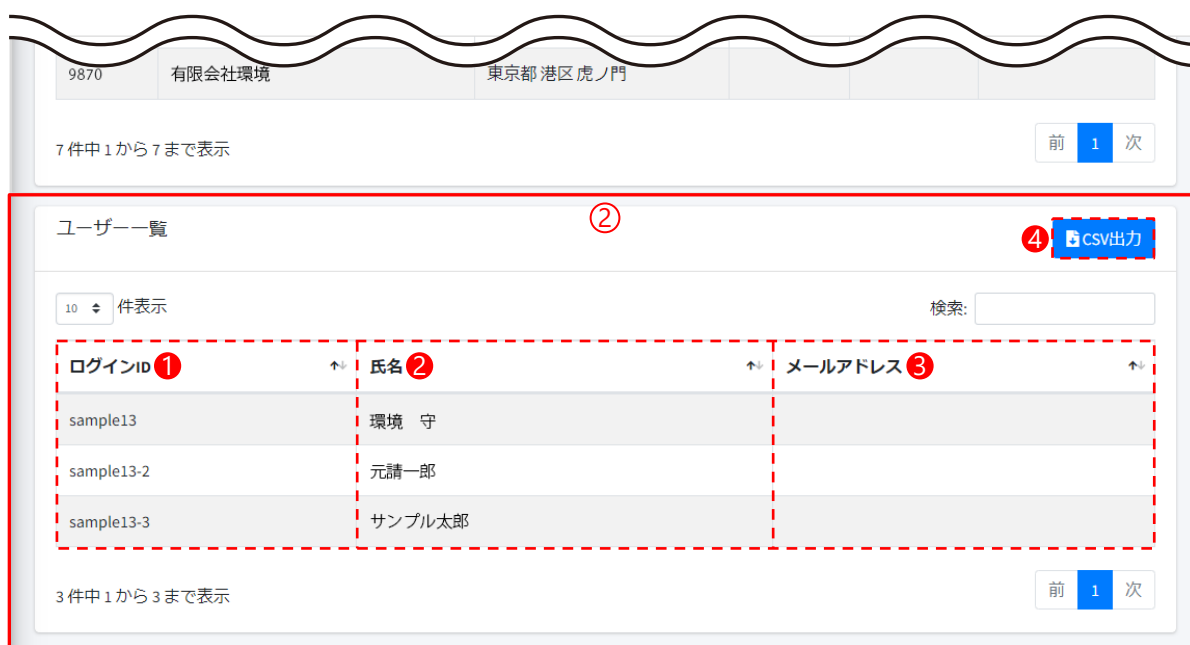 9870 有限会社環境 東京都 港区 虎ノ門
7 件中 1 から 7 まで表示
前 1 次
②
ユーザー一覧
❹ CSV出力
10 件表示
検索:
ログインID ❶ 氏名 ❷ メールアドレス ❸
sample13 環境　守
sample13-2 元請一郎
sample13-3 サンプル太郎
3 件中 1 から 3 まで表示
前 1 次